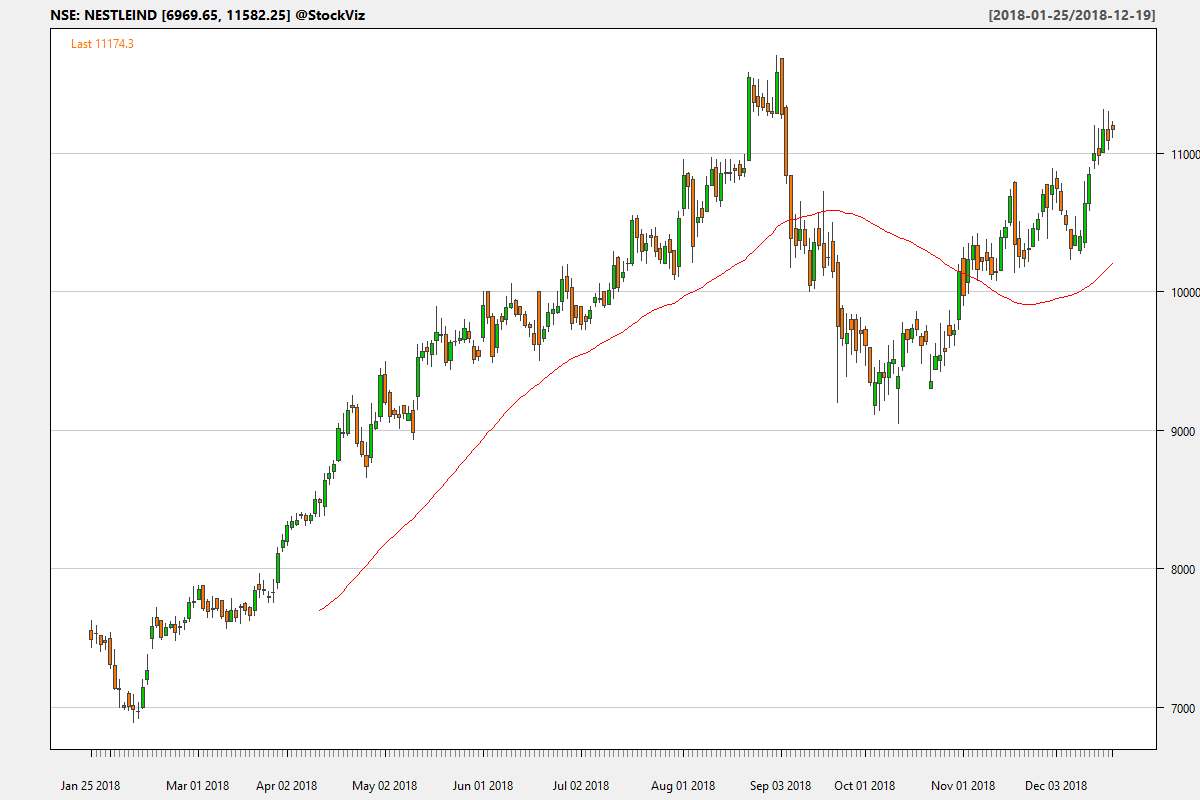 NSE: NESTLEIND [6969.65, 11582.25] @StockViz [2018-01-25/2018-12-19]
Last 11174.3
11000
10000
9000
8000
7000
Jan 25 2018 Mar 01 2018 Apr 02 2018 May 02 2018 Jun 01 2018 Jul 02 2018 Aug 01 2018 Sep 03 2018 Oct 01 2018 Nov 01 2018 Dec 03 2018